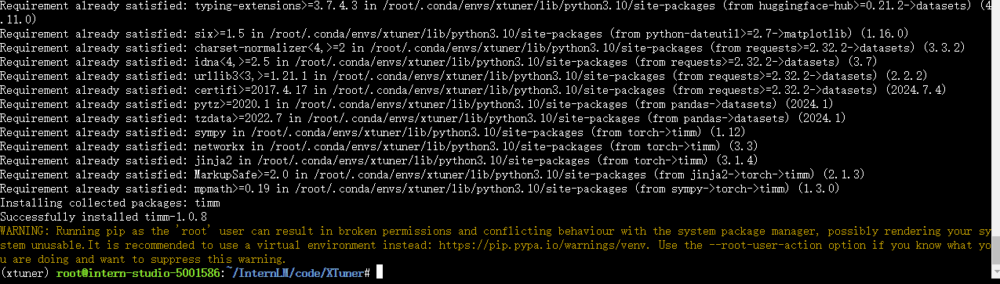 Requirement already satisfied: typing-extensions>=3.7.4.3 in /root/.conda/envs/xtuner/lib/python3.10/site-packages (from huggingface-hub>=0.21.2->datasets) (4
.11.0)
Requirement already satisfied: six>=1.5 in /root/.conda/envs/xtuner/lib/python3.10/site-packages (from python-dateutil>=2.7->matplotlib) (1.16.0)
Requirement already satisfied: charset-normalizer<4,>=2 in /root/.conda/envs/xtuner/lib/python3.10/site-packages (from requests>=2.32.2->datasets) (3.3.2)
Requirement already satisfied: idna<4,>=2.5 in /root/.conda/envs/xtuner/lib/python3.10/site-packages (from requests>=2.32.2->datasets) (3.7)
Requirement already satisfied: urllib3<3,>=1.21.1 in /root/.conda/envs/xtuner/lib/python3.10/site-packages (from requests>=2.32.2->datasets) (2.2.2)
Requirement already satisfied: certifi>=2017.4.17 in /root/.conda/envs/xtuner/lib/python3.10/site-packages (from requests>=2.32.2->datasets) (2024.7.4)
Requirement already satisfied: pytz>=2020.1 in /root/.conda/envs/xtuner/lib/python3.10/site-packages (from pandas->datasets) (2024.1)
Requirement already satisfied: tzdata>=2022.7 in /root/.conda/envs/xtuner/lib/python3.10/site-packages (from pandas->datasets) (2024.1)
Requirement already satisfied: sympy in /root/.conda/envs/xtuner/lib/python3.10/site-packages (from torch->timm) (1.12)
Requirement already satisfied: networkx in /root/.conda/envs/xtuner/lib/python3.10/site-packages (from torch->timm) (3.3)
Requirement already satisfied: jinja2 in /root/.conda/envs/xtuner/lib/python3.10/site-packages (from torch->timm) (3.1.4)
Requirement already satisfied: MarkupSafe>=2.0 in /root/.conda/envs/xtuner/lib/python3.10/site-packages (from jinja2->torch->timm) (2.1.3)
Requirement already satisfied: mpmath>=0.19 in /root/.conda/envs/xtuner/lib/python3.10/site-packages (from sympy->torch->timm) (1.3.0)
Installing collected packages: timm
Successfully installed timm-1.0.8
WARNING: Running pip as the 'root' user can result in broken permissions and conflicting behaviour with the system package manager, possibly rendering your sy
stem unusable.It is recommended to use a virtual environment instead: https://pip.pypa.io/warnings/venv. Use the --root-user-action option if you know what yo
u are doing and want to suppress this warning.
(xtuner) root@intern-studio-5001586:~/InternLM/code/XTuner#